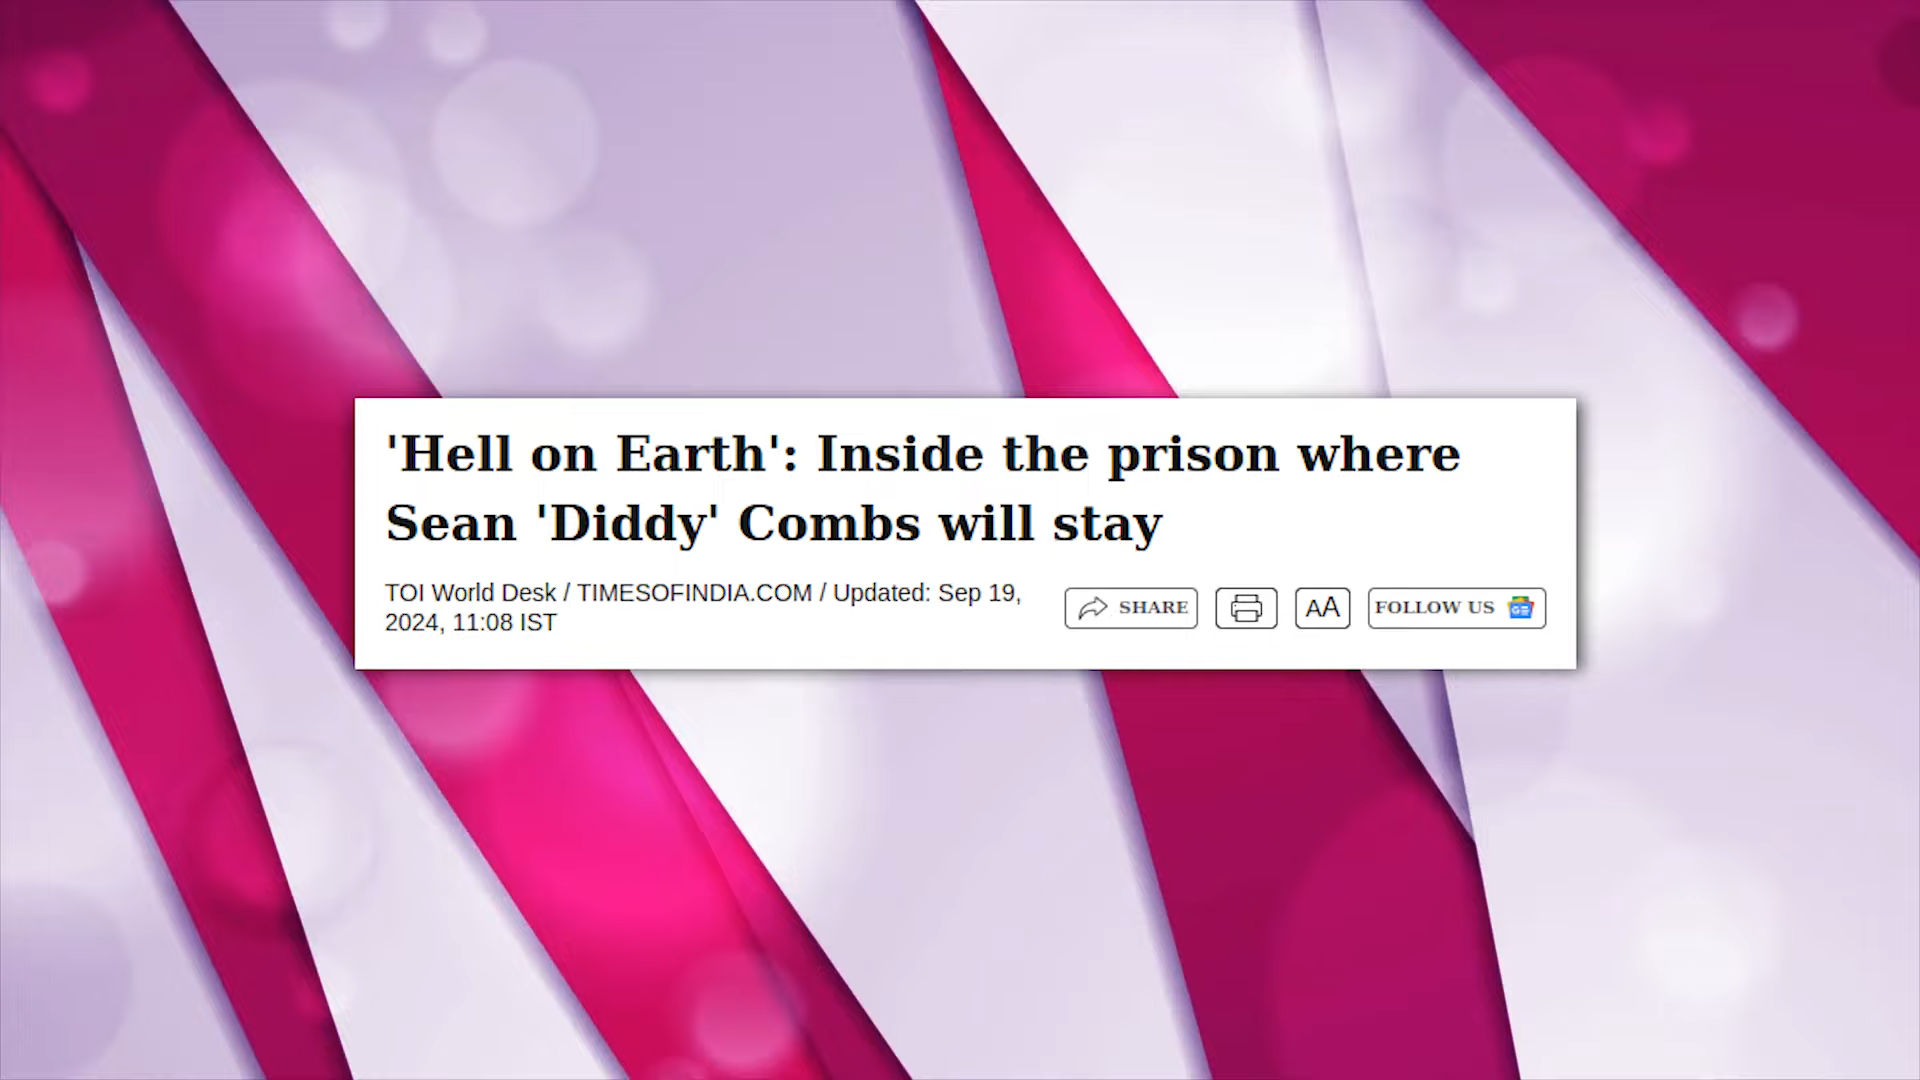 'Hell on Earth': Inside the prison where
Sean 'Diddy' Combs will stay
TOI World Desk / TIMESOFINDIA.COM / Updated: Sep 19,
2024, 11:08 IST
SHARE
AA
FOLLOW US
GE